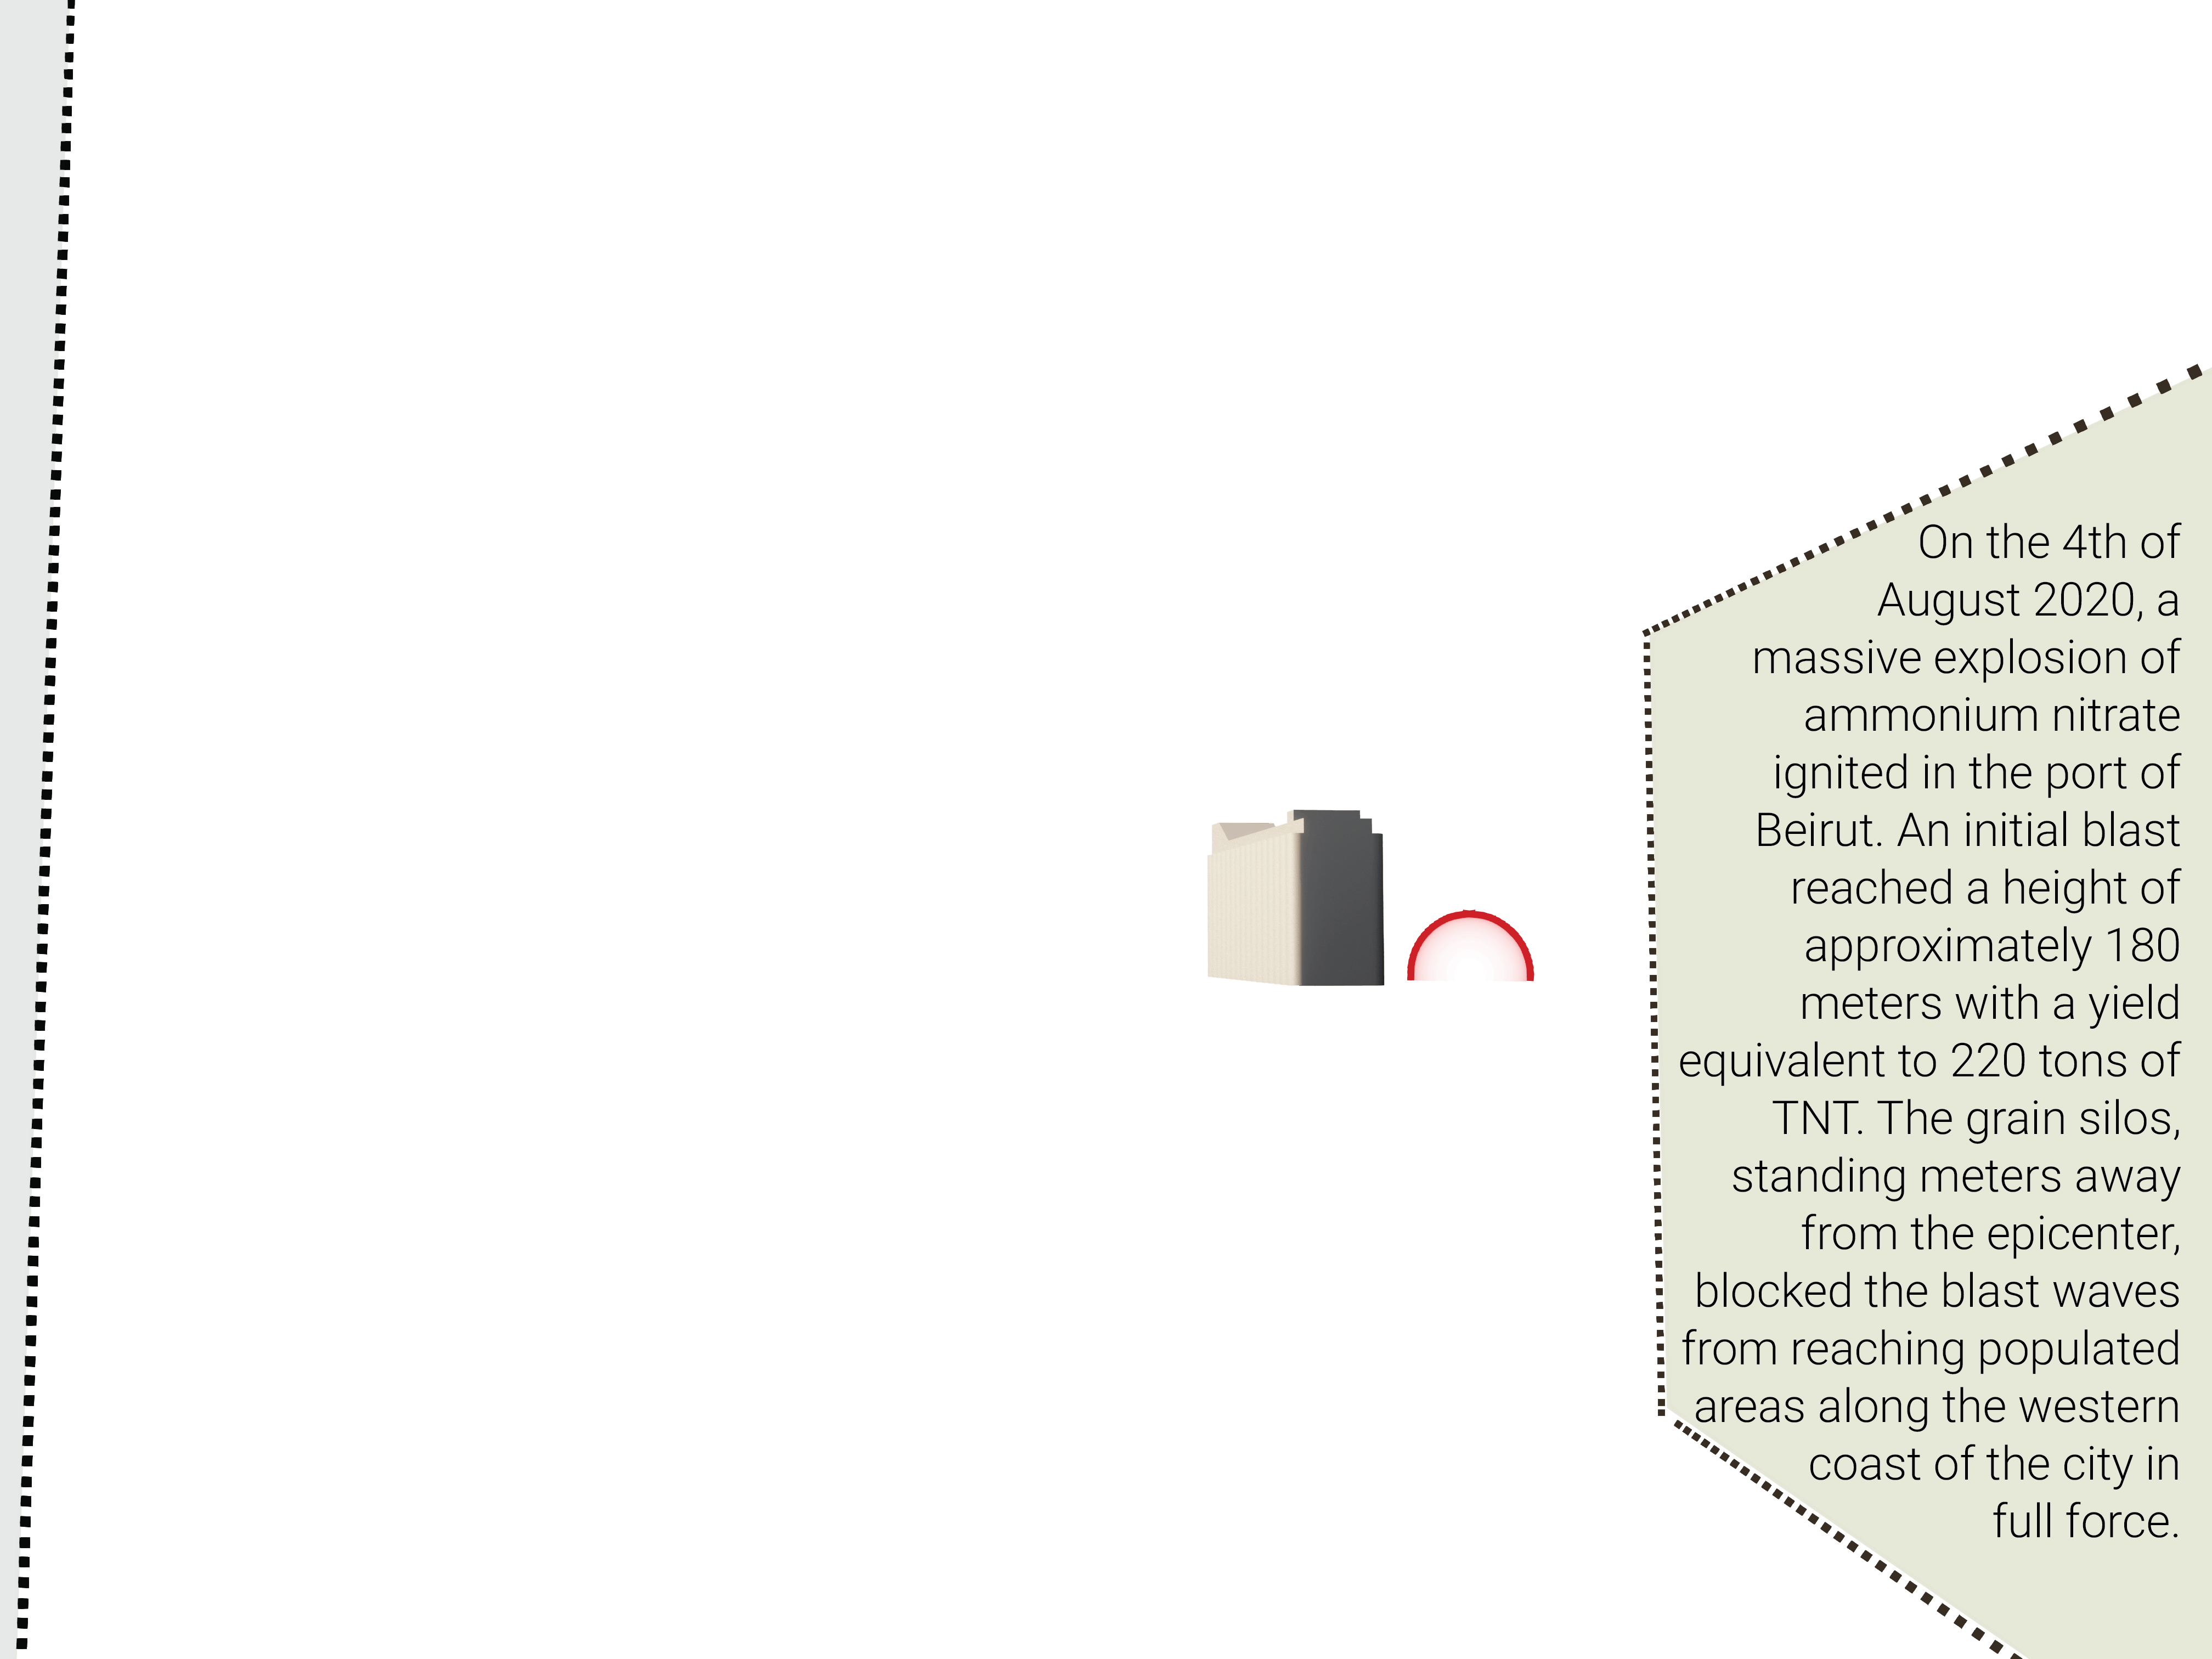 On the 4th of
August 2020, a
massive explosion of
ammonium nitrate
ignited in the port of
Beirut. An initial blast
reached a height of
approximately 180
meters with a yield
equivalent to 220 tons of
TNT. The grain silos,
standing meters away
from the epicenter,
blocked the blast waves
from reaching populated
areas along the western
coast of the city in
full force.